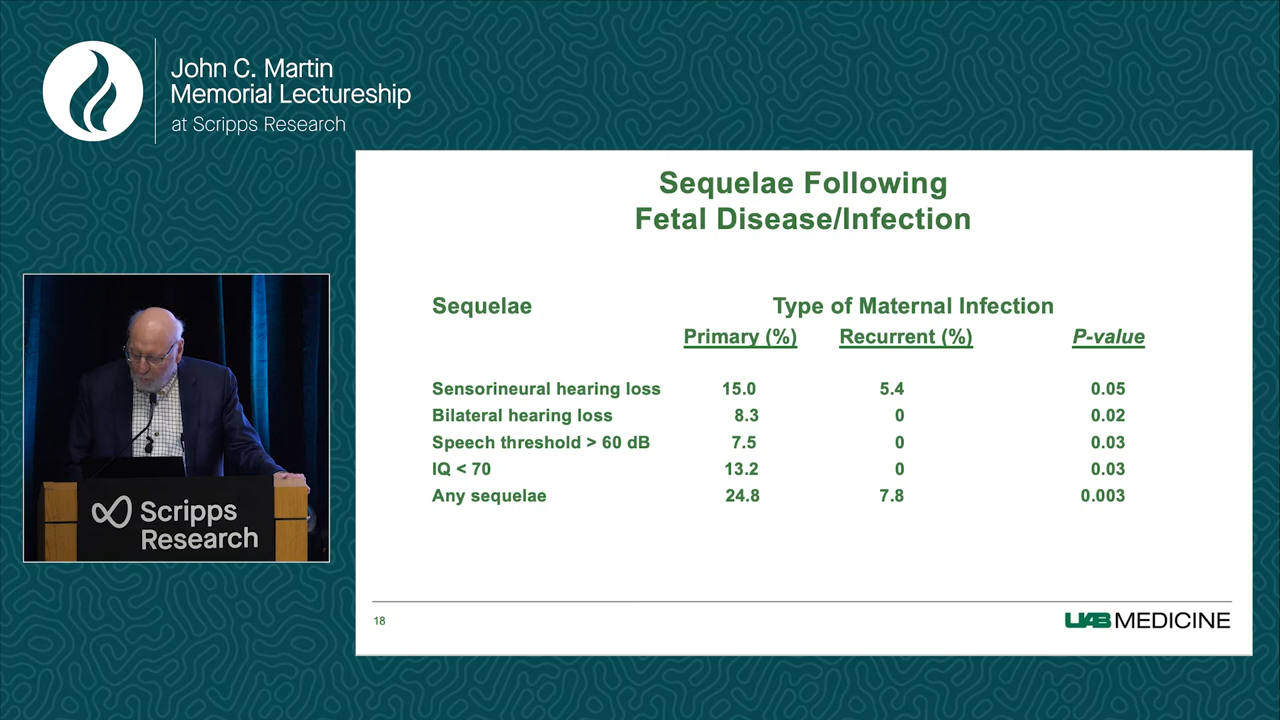 John C. Martin
Memorial Lectureship
at Scripps Research
Sequelae Following
Fetal Disease/Infection
Sequelae Type of Maternal Infection
Primary (%) Recurrent (%) P-value
Sensorineural hearing loss 15.0 5.4 0.05
Bilateral hearing loss 8.3 0 0.02
Speech threshold > 60 dB 7.5 0 0.03
IQ < 70 13.2 0 0.03
Any sequelae 24.8 7.8 0.003
Scripps
Research
18
UAB MEDICINE